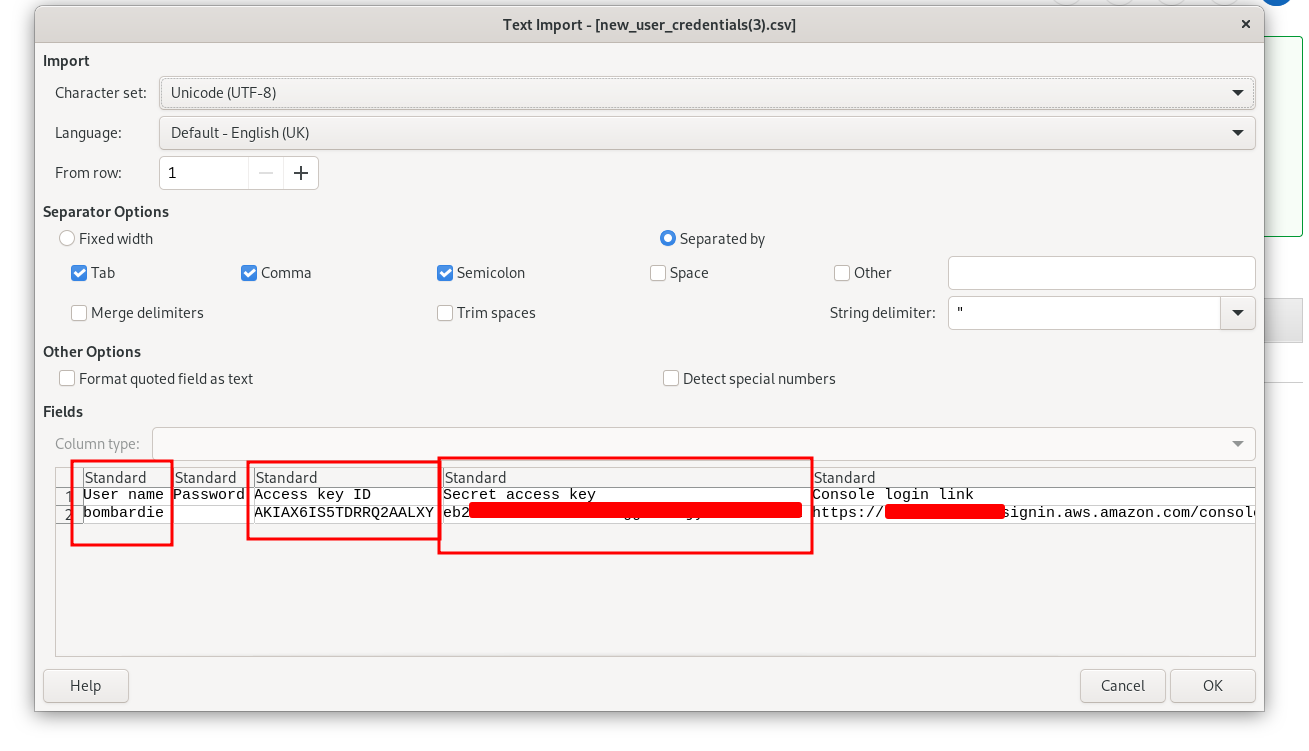 Text Import - [new_user_credentials(3).csv]
Import
Character set: Unicode (UTF-8)
Language: Default - English (UK)
From row: 1
Separator Options
Fixed width Separated by
Tab Comma Semicolon Space Other
Merge delimiters Trim spaces String delimiter: "
Other Options
Format quoted field as text Detect special numbers
Fields
Column type:
Standard Standard Standard Standard Standard
1 User name Password Access key ID Secret access key Console login link
2 bombardie AKIAX6IS5TDRRQ2AALXY eb2 https:// signin.aws.amazon.com/console
Help Cancel OK